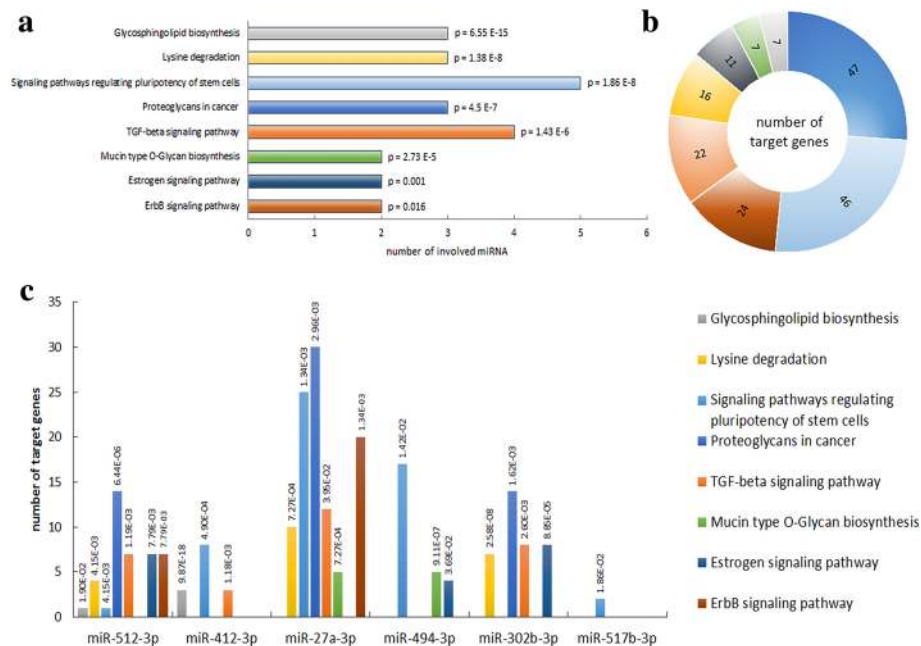 a
Glycosphingolipid biosynthesis
p = 6.55 E-15
Lysine degradation
p = 1.38 E-8
Signaling pathways regulating pluripotency of stem cells
p = 1.86 E-8
Proteoglycans in cancer
p = 4.5 E-7
TGF-beta signaling pathway
p = 1.43 E-6
Mucin type O-Glycan biosynthesis
p = 2.73 E-5
Estrogen signaling pathway
p = 0.001
ErbB signaling pathway
p = 0.016
0 1 2 3 4 5 6
number of involved miRNA
b
47
46
24
22
16
11
7
7
number of
target genes
c
number of target genes
35
30
25
20
15
10
5
0
1.90E-02
4.15E-03
4.15E-03
6.44E-06
1.19E-03
7.79E-03
7.79E-03
9.87E-18
4.90E-04
1.18E-03
7.27E-04
1.34E-03
2.96E-03
3.95E-02
7.27E-04
1.34E-03
1.42E-02
9.11E-07
3.69E-02
2.58E-08
1.62E-03
2.60E-03
8.85E-05
1.86E-02
miR-512-3p
miR-412-3p
miR-27a-3p
miR-494-3p
miR-302b-3p
miR-517b-3p
Glycosphingolipid biosynthesis
Lysine degradation
Signaling pathways regulating
pluripotency of stem cells
Proteoglycans in cancer
TGF-beta signaling pathway
Mucin type O-Glycan biosynthesis
Estrogen signaling pathway
ErbB signaling pathway